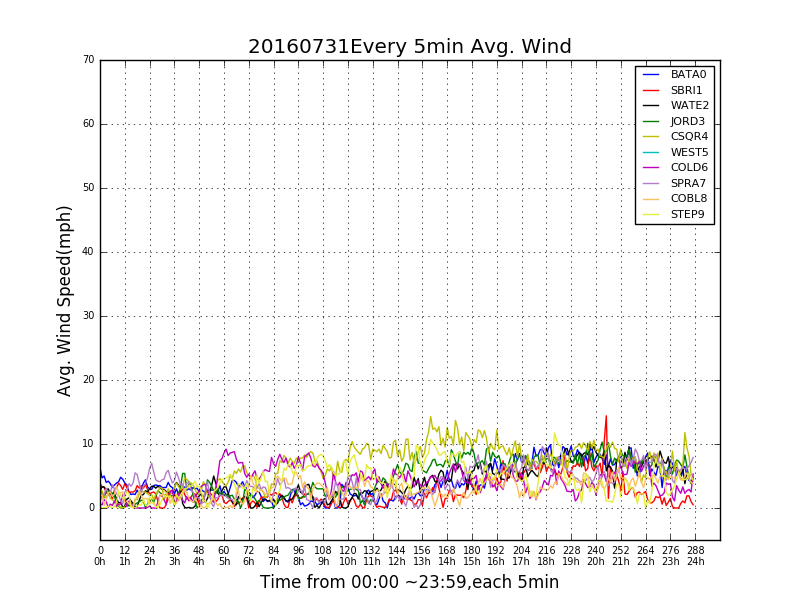 20160731Every 5min Avg. Wind
70
60
50
40
30
20
10
0
Avg. Wind Speed(mph)
BATA0
SBRI1
WATE2
JORD3
CSQR4
WEST5
COLD6
SPRA7
COBL8
STEP9
0 12 24 36 48 60 72 84 96 108 120 132 144 156 168 180 192 204 216 228 240 252 264 276 288
0h 1h 2h 3h 4h 5h 6h 7h 8h 9h 10h 11h 12h 13h 14h 15h 16h 17h 18h 19h 20h 21h 22h 23h 24h
Time from 00:00 ~23:59,each 5min